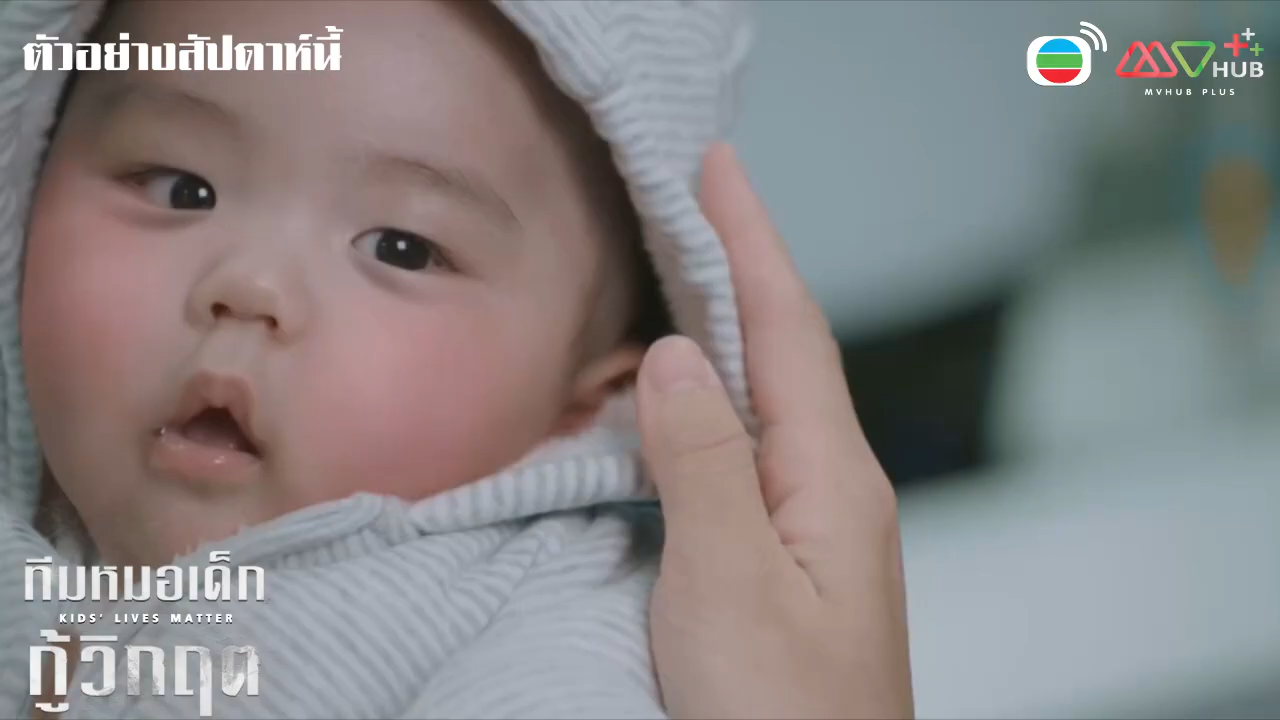 ตัวอย่างสัปดาห์นี้
MV++
HUB
MVHUB PLUS
ทีมหมอเด็ก
KIDS' LIVES MATTER
กู้วิกฤต